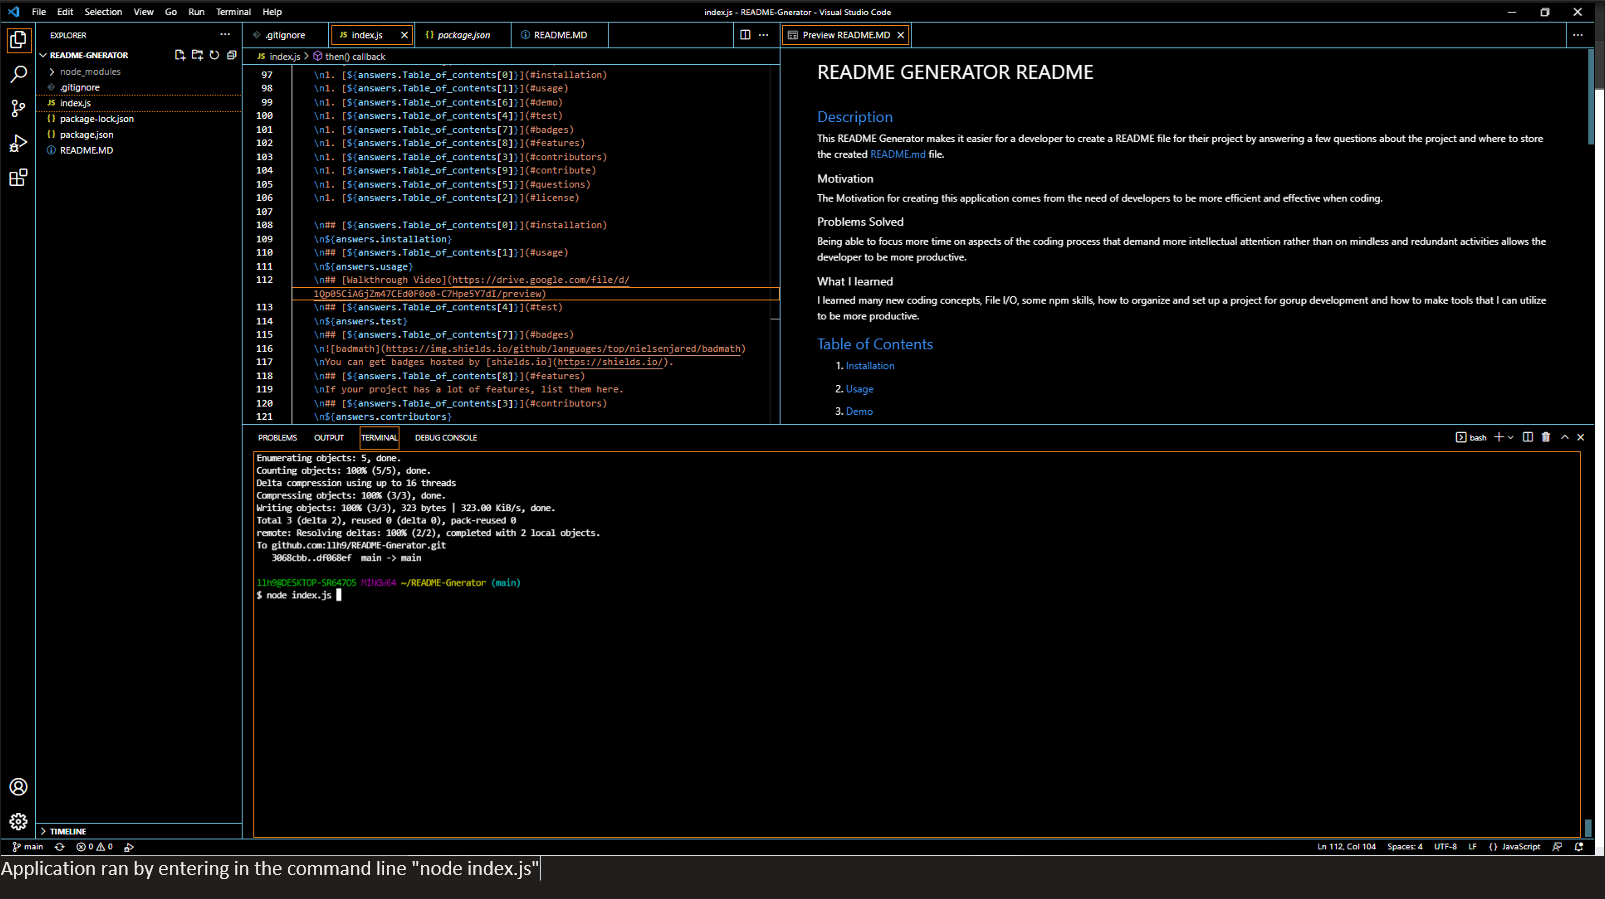 File Edit Selection View Go Run Terminal Help
index.js - README-Gnerator - Visual Studio Code
EXPLORER
README-GNERATOR
node_modules
.gitignore
JS index.js
{} package-lock.json
{} package.json
README.MD
TIMELINE
.gitignore
JS index.js
{} package.json
README.MD
JS index.js > then() callback
97 \n1. [${answers.Table_of_contents[0]}](#installation)
98 \n1. [${answers.Table_of_contents[1]}](#usage)
99 \n1. [${answers.Table_of_contents[6]}](#demo)
100 \n1. [${answers.Table_of_contents[4]}](#test)
101 \n1. [${answers.Table_of_contents[7]}](#badges)
102 \n1. [${answers.Table_of_contents[8]}](#features)
103 \n1. [${answers.Table_of_contents[3]}](#contributors)
104 \n1. [${answers.Table_of_contents[9]}](#contribute)
105 \n1. [${answers.Table_of_contents[5]}](#questions)
106 \n1. [${answers.Table_of_contents[2]}](#license)
107
108 \n## [${answers.Table_of_contents[0]}](#installation)
109 \n${answers.installation}
110 \n## [${answers.Table_of_contents[1]}](#usage)
111 \n${answers.usage}
112 \n## [Walkthrough Video](https://drive.google.com/file/d/
1Qp05CiAGjZm47CEd0F0o0-C7Hpe5Y7dI/preview)
113 \n## [${answers.Table_of_contents[4]}](#test)
114 \n${answers.test}
115 \n## [${answers.Table_of_contents[7]}](#badges)
116 \n![badmath](https://img.shields.io/github/languages/top/nielsenjared/badmath)
117 \nYou can get badges hosted by [shields.io](https://shields.io/).
118 \n## [${answers.Table_of_contents[8]}](#features)
119 \nIf your project has a lot of features, list them here.
120 \n## [${answers.Table_of_contents[3]}](#contributors)
121 \n${answers.contributors}
Preview README.MD
README GENERATOR README
Description
This README Generator makes it easier for a developer to create a README file for their project by answering a few questions about the project and where to store
the created README.md file.
Motivation
The Motivation for creating this application comes from the need of developers to be more efficient and effective when coding.
Problems Solved
Being able to focus more time on aspects of the coding process that demand more intellectual attention rather than on mindless and redundant activities allows the
developer to be more productive.
What I learned
I learned many new coding concepts, File I/O, some npm skills, how to organize and set up a project for gorup development and how to make tools that I can utilize
to be more productive.
Table of Contents
1. Installation
2. Usage
3. Demo
PROBLEMS OUTPUT TERMINAL DEBUG CONSOLE
bash
Enumerating objects: 5, done.
Counting objects: 100% (5/5), done.
Delta compression using up to 16 threads
Compressing objects: 100% (3/3), done.
Writing objects: 100% (3/3), 323 bytes | 323.00 KiB/s, done.
Total 3 (delta 2), reused 0 (delta 0), pack-reused 0
remote: Resolving deltas: 100% (2/2), completed with 2 local objects.
To github.com:llh9/README-Gnerator.git
3068cbb..df068ef main -> main
llh9@DESKTOP-SR647O5 MINGW64 ~/README-Gnerator (main)
$ node index.js
main 0 0
Ln 112, Col 104 Spaces: 4 UTF-8 LF {} JavaScript
Application ran by entering in the command line "node index.js"